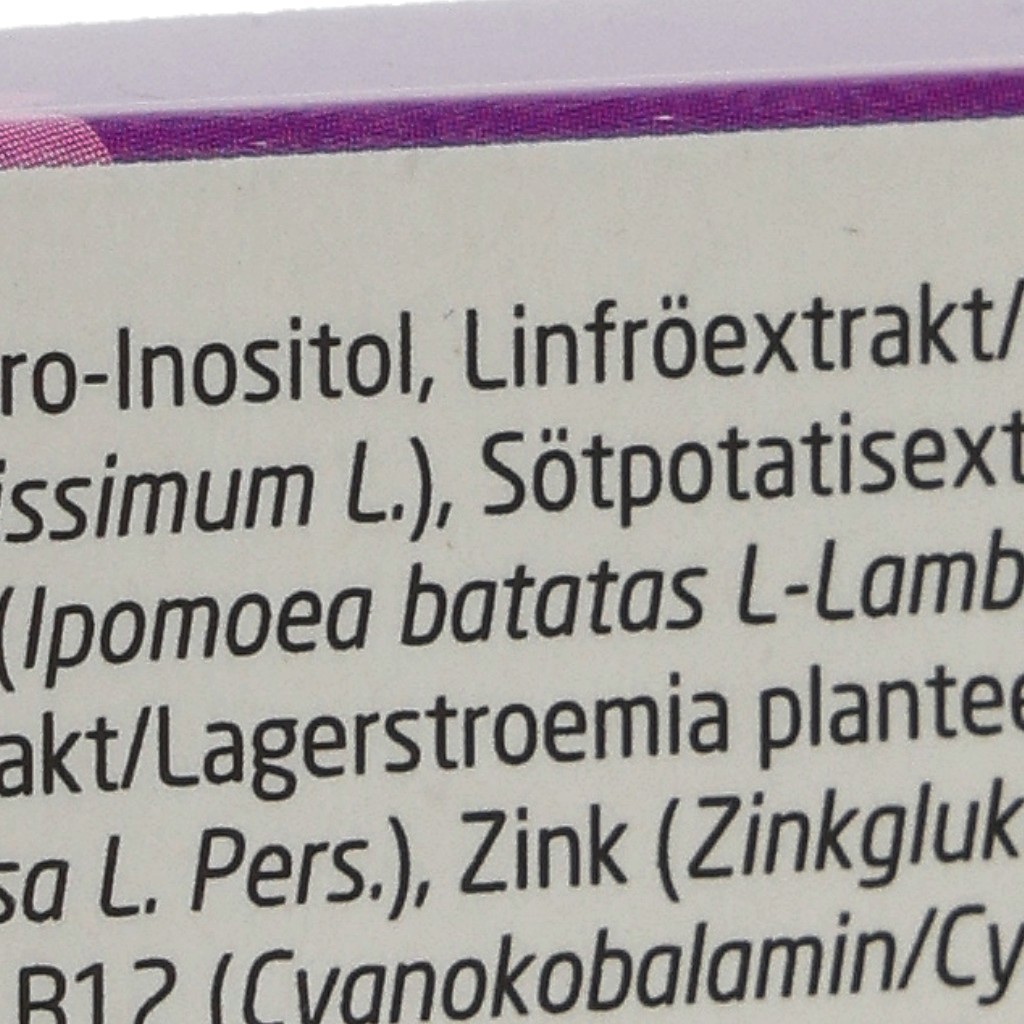 ro-Inositol, Linfröextrakt/
issimum L.), Sötpotatisext
(Ipomoea batatas L-Lamb
akt/Lagerstroemia plantee
sa L. Pers.), Zink (Zinkgluk
B12 (Cyanokobalamin/Cy